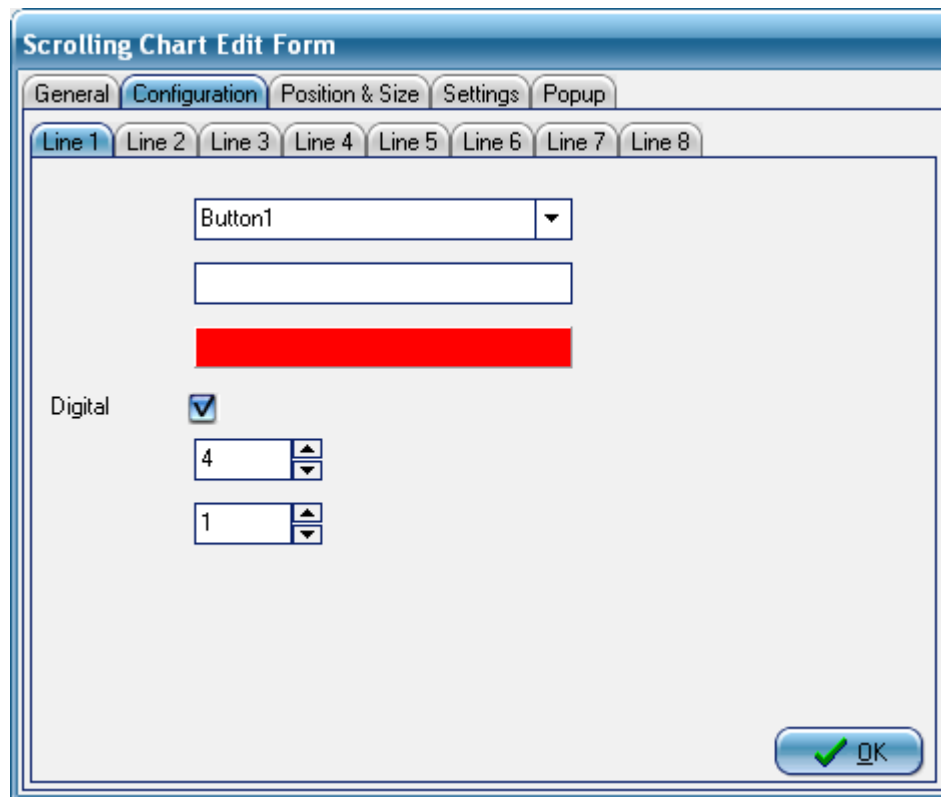 Scrolling Chart Edit Form
General Configuration Position & Size Settings Popup
Line 1 Line 2 Line 3 Line 4 Line 5 Line 6 Line 7 Line 8
Button1
Digital
4
1
OK